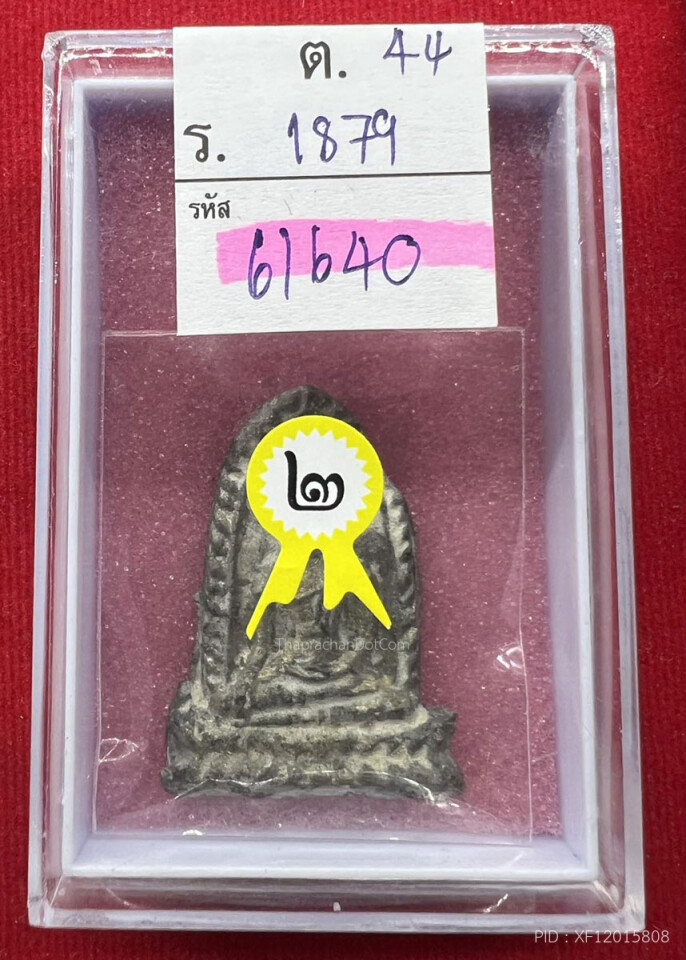 ต. 44
ร. 1879
รหัส
61640
๒
ThaprachanDotCom
PID : XF12015808